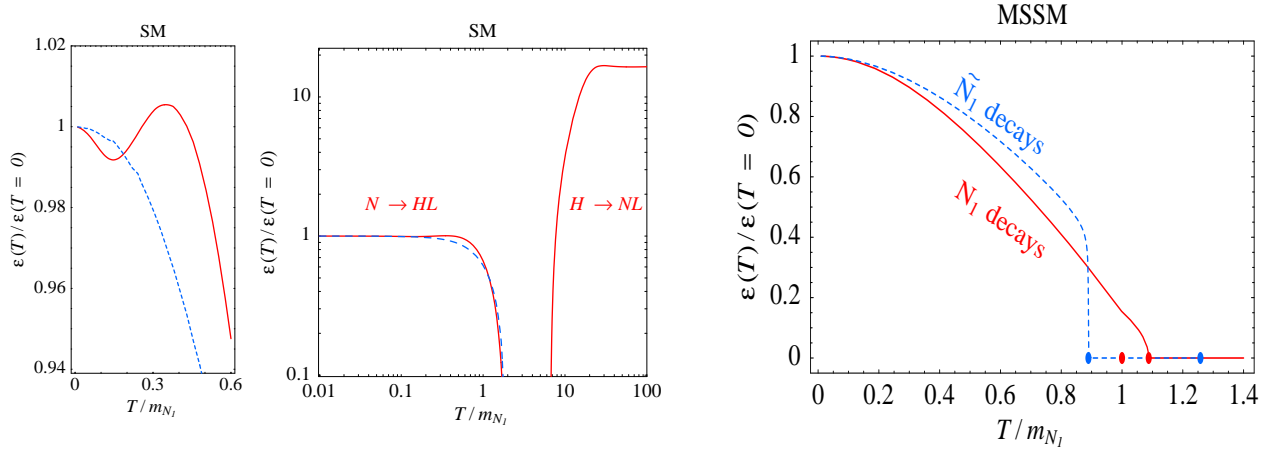 SM
1.02
1
0.98
0.96
0.94
0
0.3
0.6
ε(T)/ε(T = 0)
T/m_{N_1}
SM
10
1
0.1
0.01
0.1
1
10
100
ε(T)/ε(T = 0)
N → HL
H → NL
T/m_{N_1}
MSSM
1
0.8
0.6
0.4
0.2
0
0
0.2
0.4
0.6
0.8
1
1.2
1.4
ε(T)/ε(T = 0)
Ñ_1 decays
N_1 decays
T/m_{N_1}